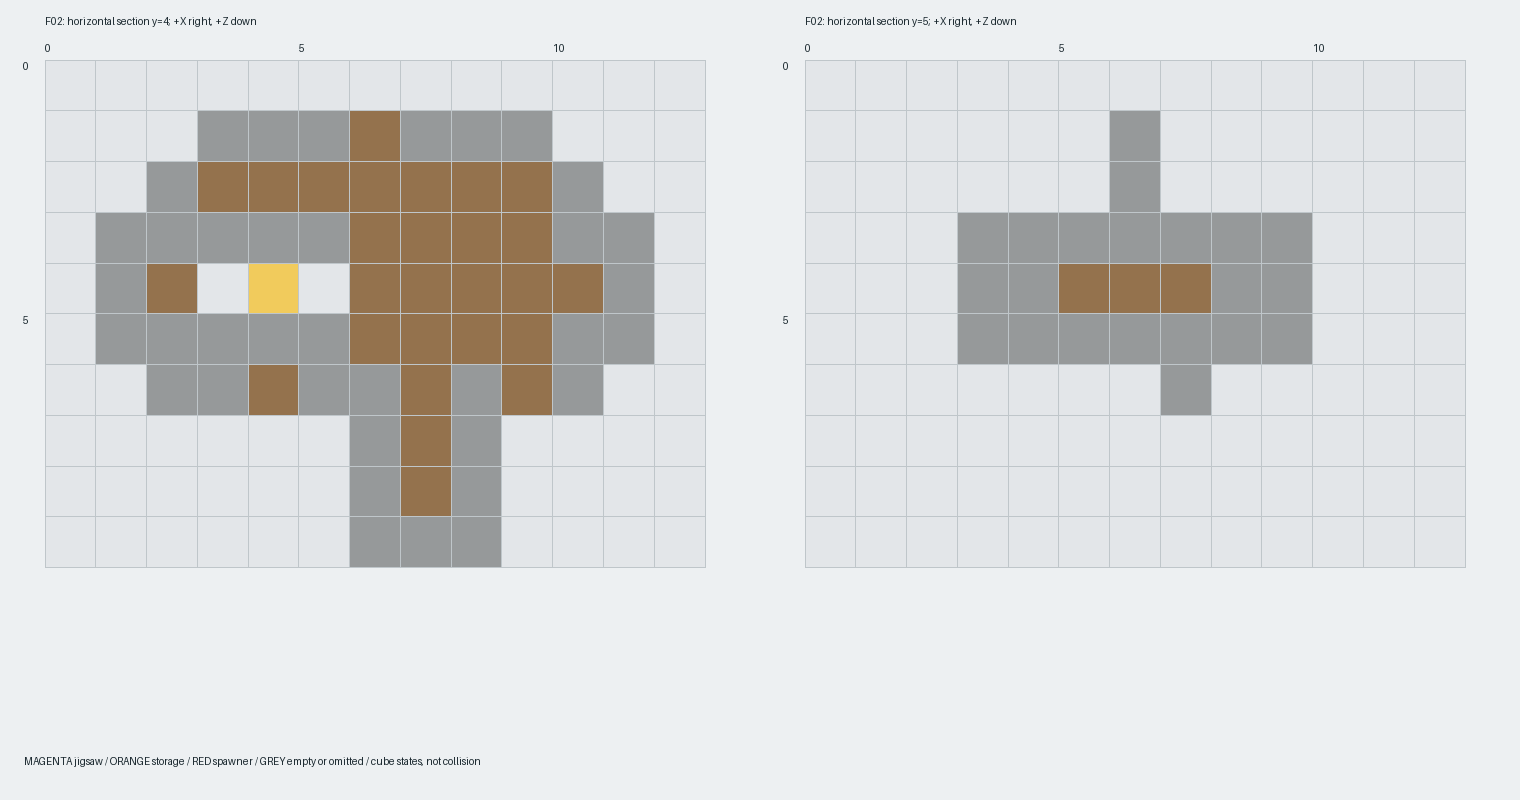 F02: horizontal section y=4; +X right, +Z down
F02: horizontal section y=5; +X right, +Z down
0 5 10
0 5 10
0
0
5
5
MAGENTA jigsaw / ORANGE storage / RED spawner / GREY empty or omitted / cube states, not collision